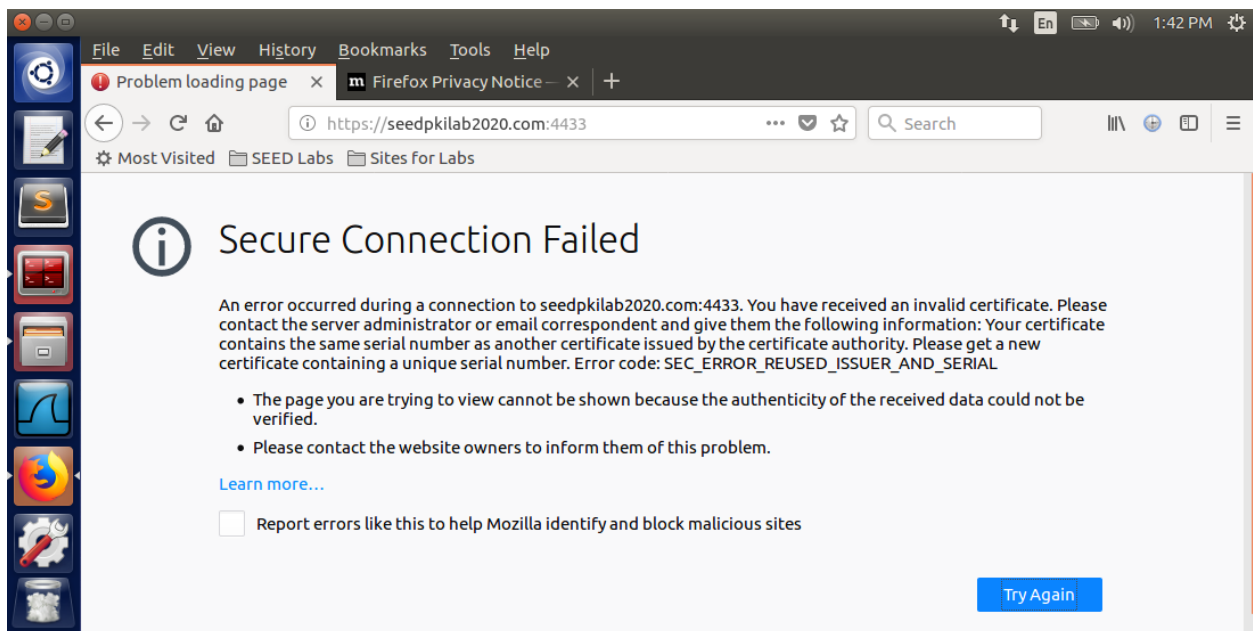 En 1:42 PM
File Edit View History Bookmarks Tools Help
Problem loading page × m Firefox Privacy Notice — × +
https://seedpkilab2020.com:4433 Search
Most Visited SEED Labs Sites for Labs
Secure Connection Failed
An error occurred during a connection to seedpkilab2020.com:4433. You have received an invalid certificate. Please
contact the server administrator or email correspondent and give them the following information: Your certificate
contains the same serial number as another certificate issued by the certificate authority. Please get a new
certificate containing a unique serial number. Error code: SEC_ERROR_REUSED_ISSUER_AND_SERIAL
• The page you are trying to view cannot be shown because the authenticity of the received data could not be
verified.
• Please contact the website owners to inform them of this problem.
Learn more…
Report errors like this to help Mozilla identify and block malicious sites
Try Again